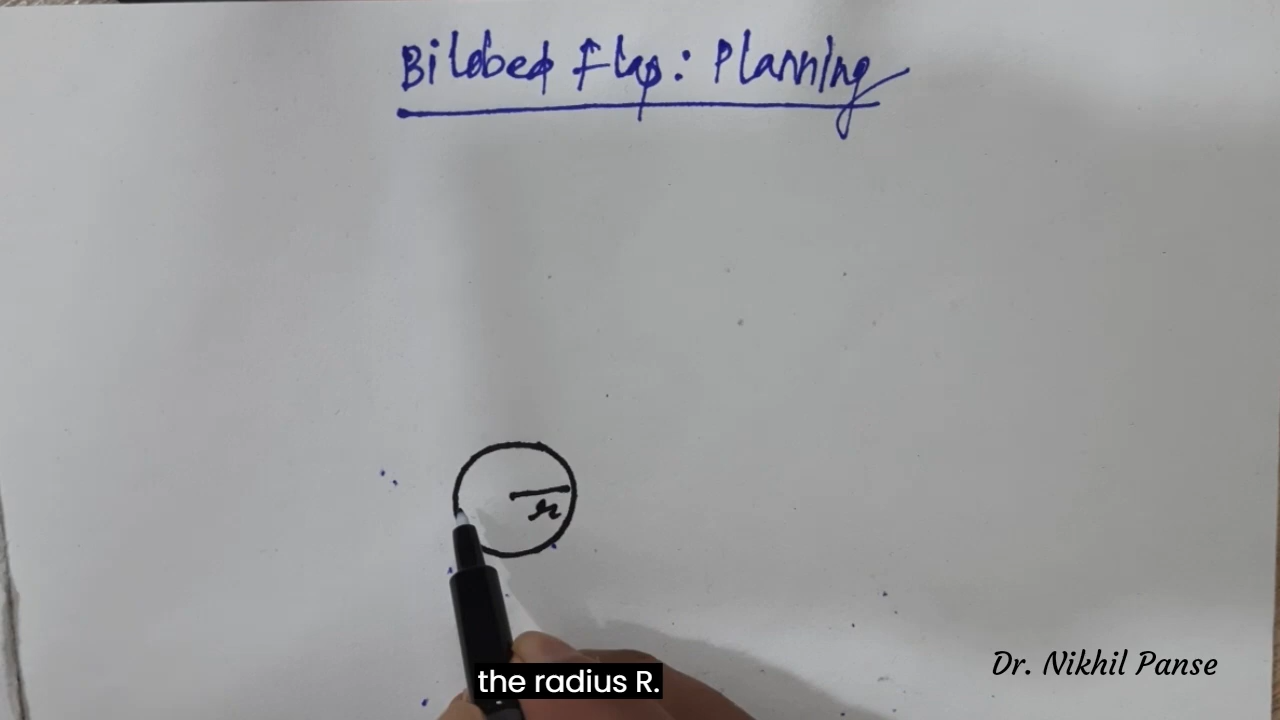 Bilobed Flap: Planning
r
Dr. Nikhil Panse
the radius R.